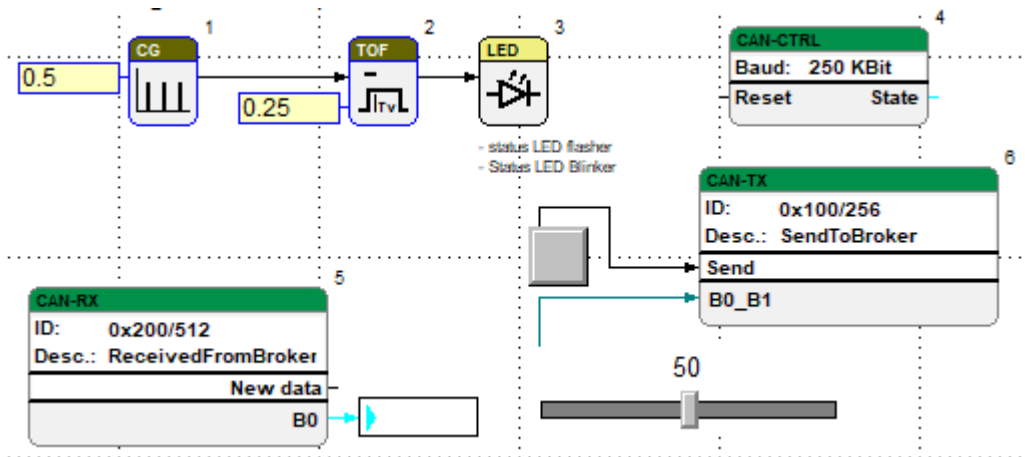 1
2
3
4
CG
TOF
LED
CAN-CTRL
0.5
Baud: 250 KBit
0.25
Tv
Reset State
- status LED flasher
- Status LED Blinker
6
CAN-TX
ID: 0x100/256
Desc.: SendToBroker
Send
B0_B1
5
CAN-RX
ID: 0x200/512
Desc.: ReceivedFromBroker
New data
B0
50